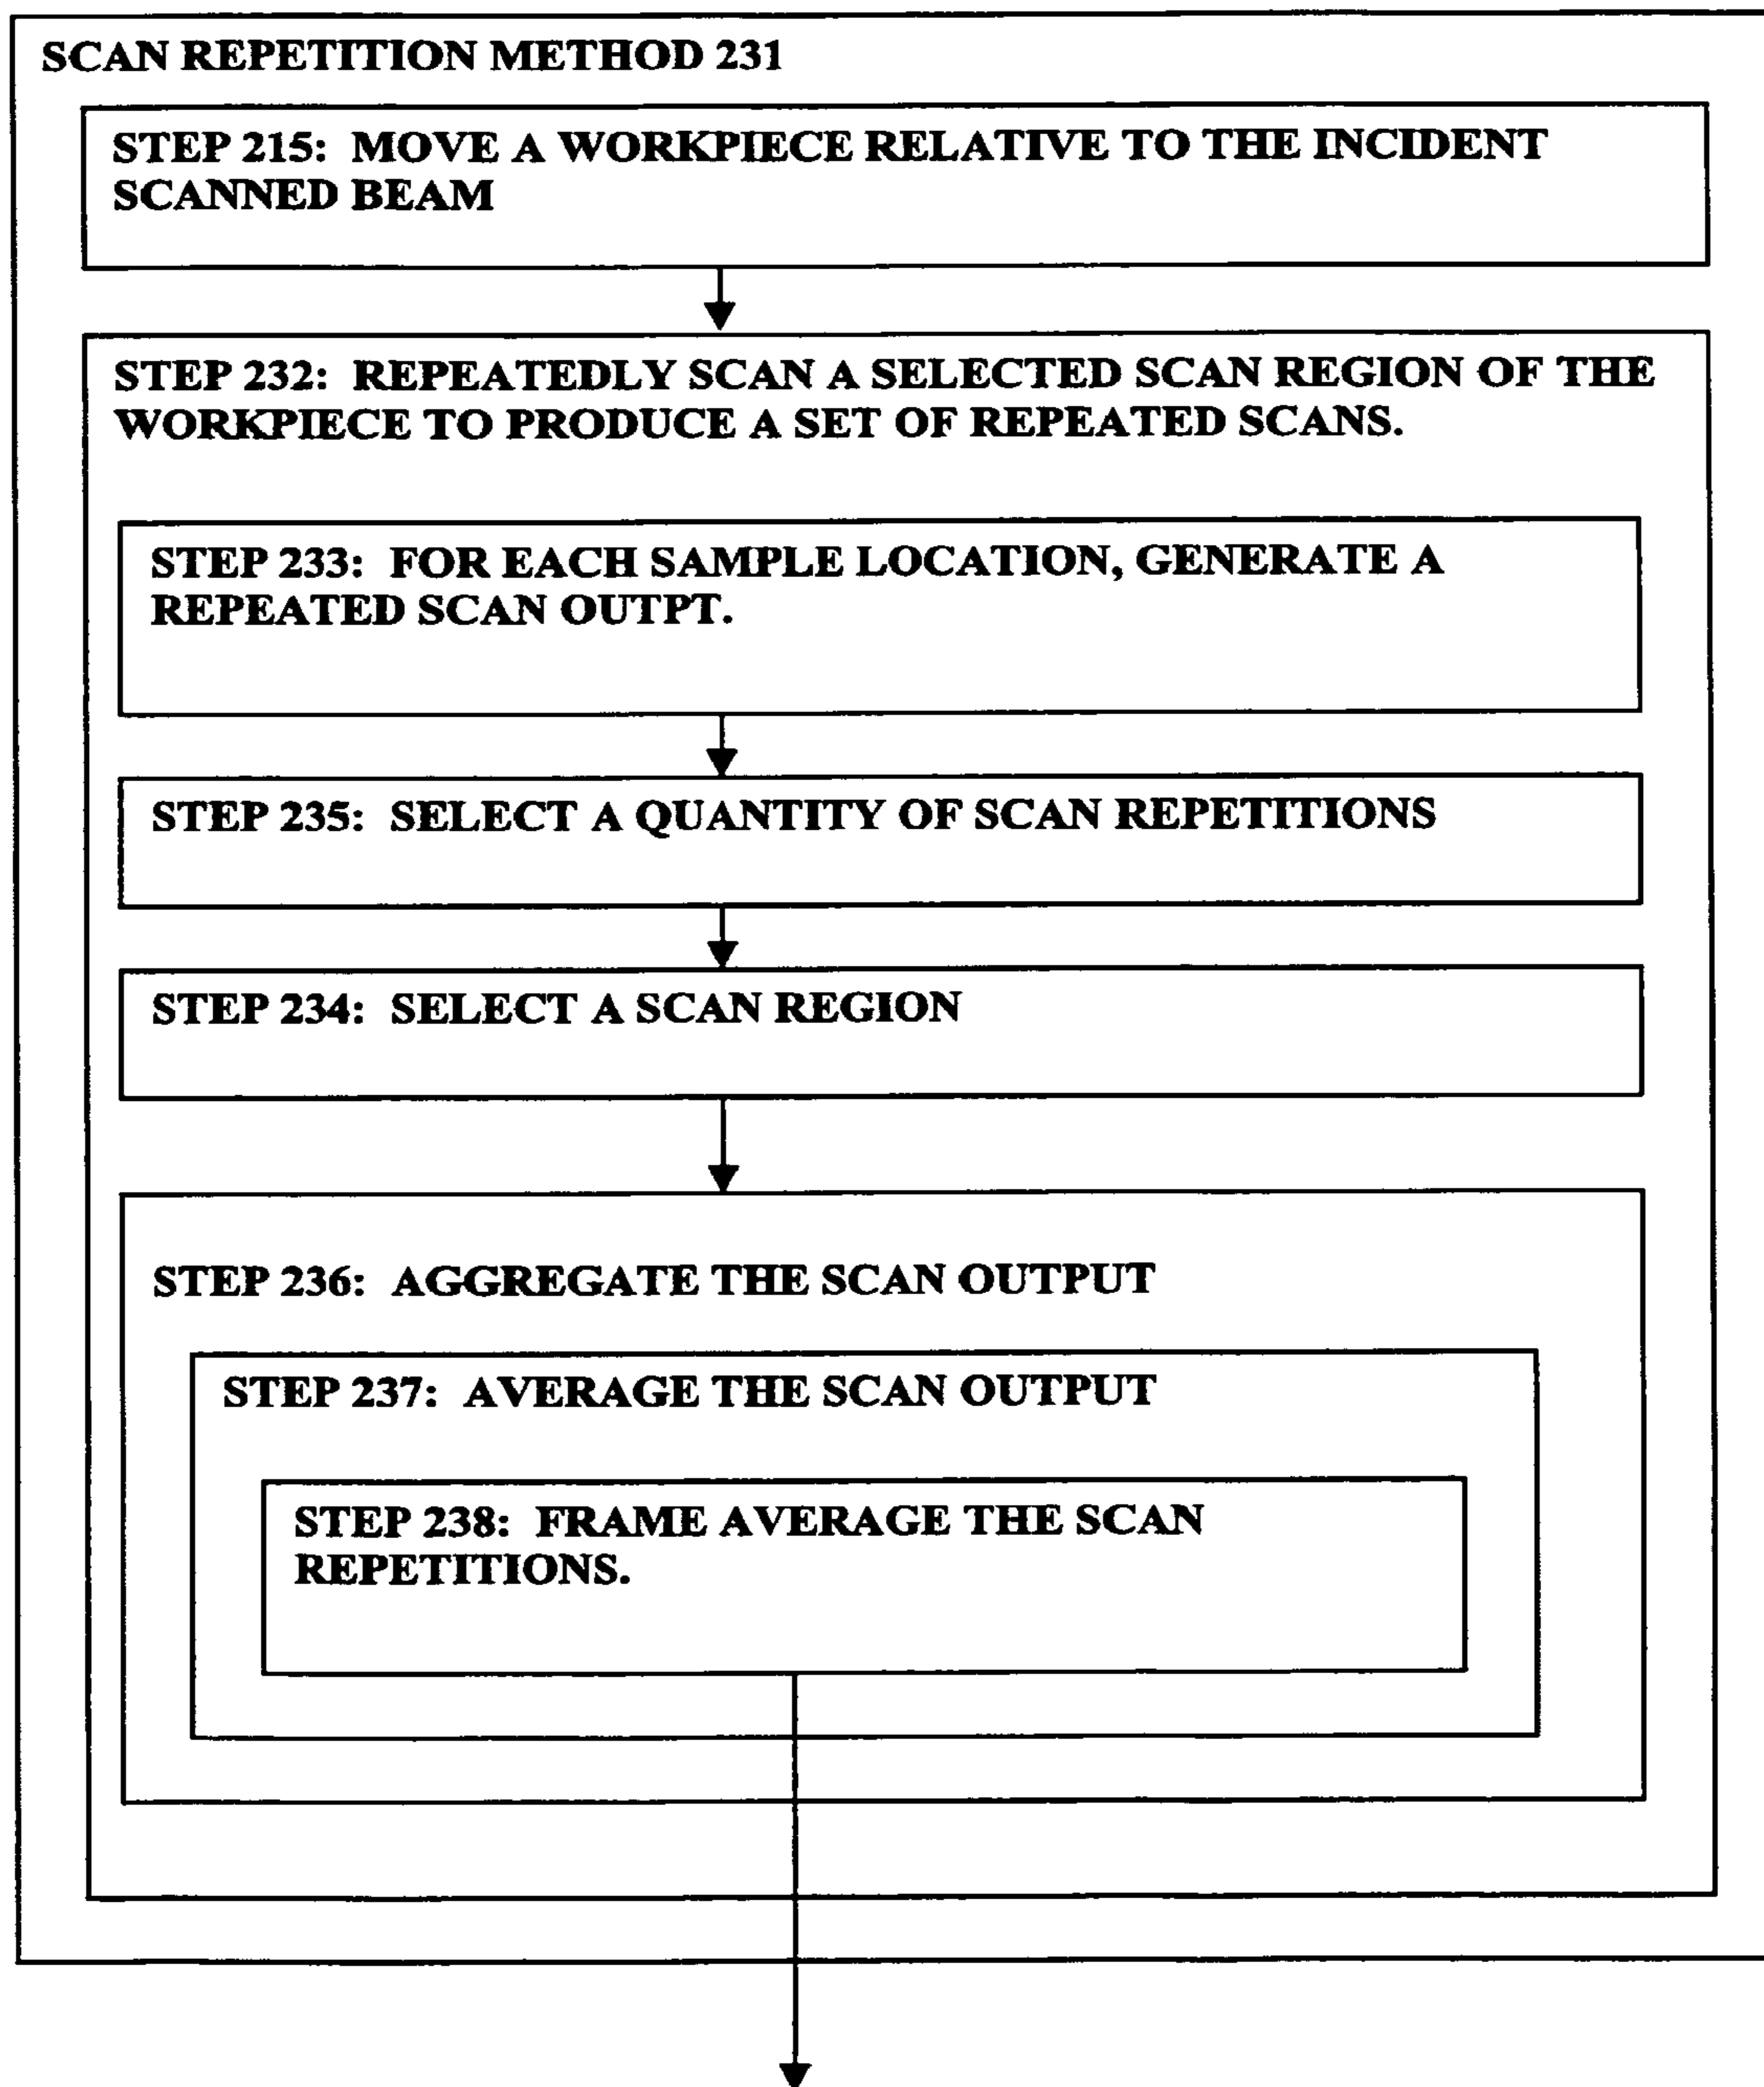 SCAN REPETITION METHOD 231
STEP 215: MOVE A WORKPIECE RELATIVE TO THE INCIDENT
SCANNED BEAM
STEP 232: REPEATEDLY SCAN A SELECTED SCAN REGION OF THE
WORKPIECE TO PRODUCE A SET OF REPEATED SCANS.
STEP 233: FOR EACH SAMPLE LOCATION, GENERATE A
REPEATED SCAN OUTPT.
STEP 235: SELECT A QUANTITY OF SCAN REPETITIONS
STEP 234: SELECT A SCAN REGION
STEP 236: AGGREGATE THE SCAN OUTPUT
STEP 237: AVERAGE THE SCAN OUTPUT
STEP 238: FRAME AVERAGE THE SCAN
REPETITIONS.